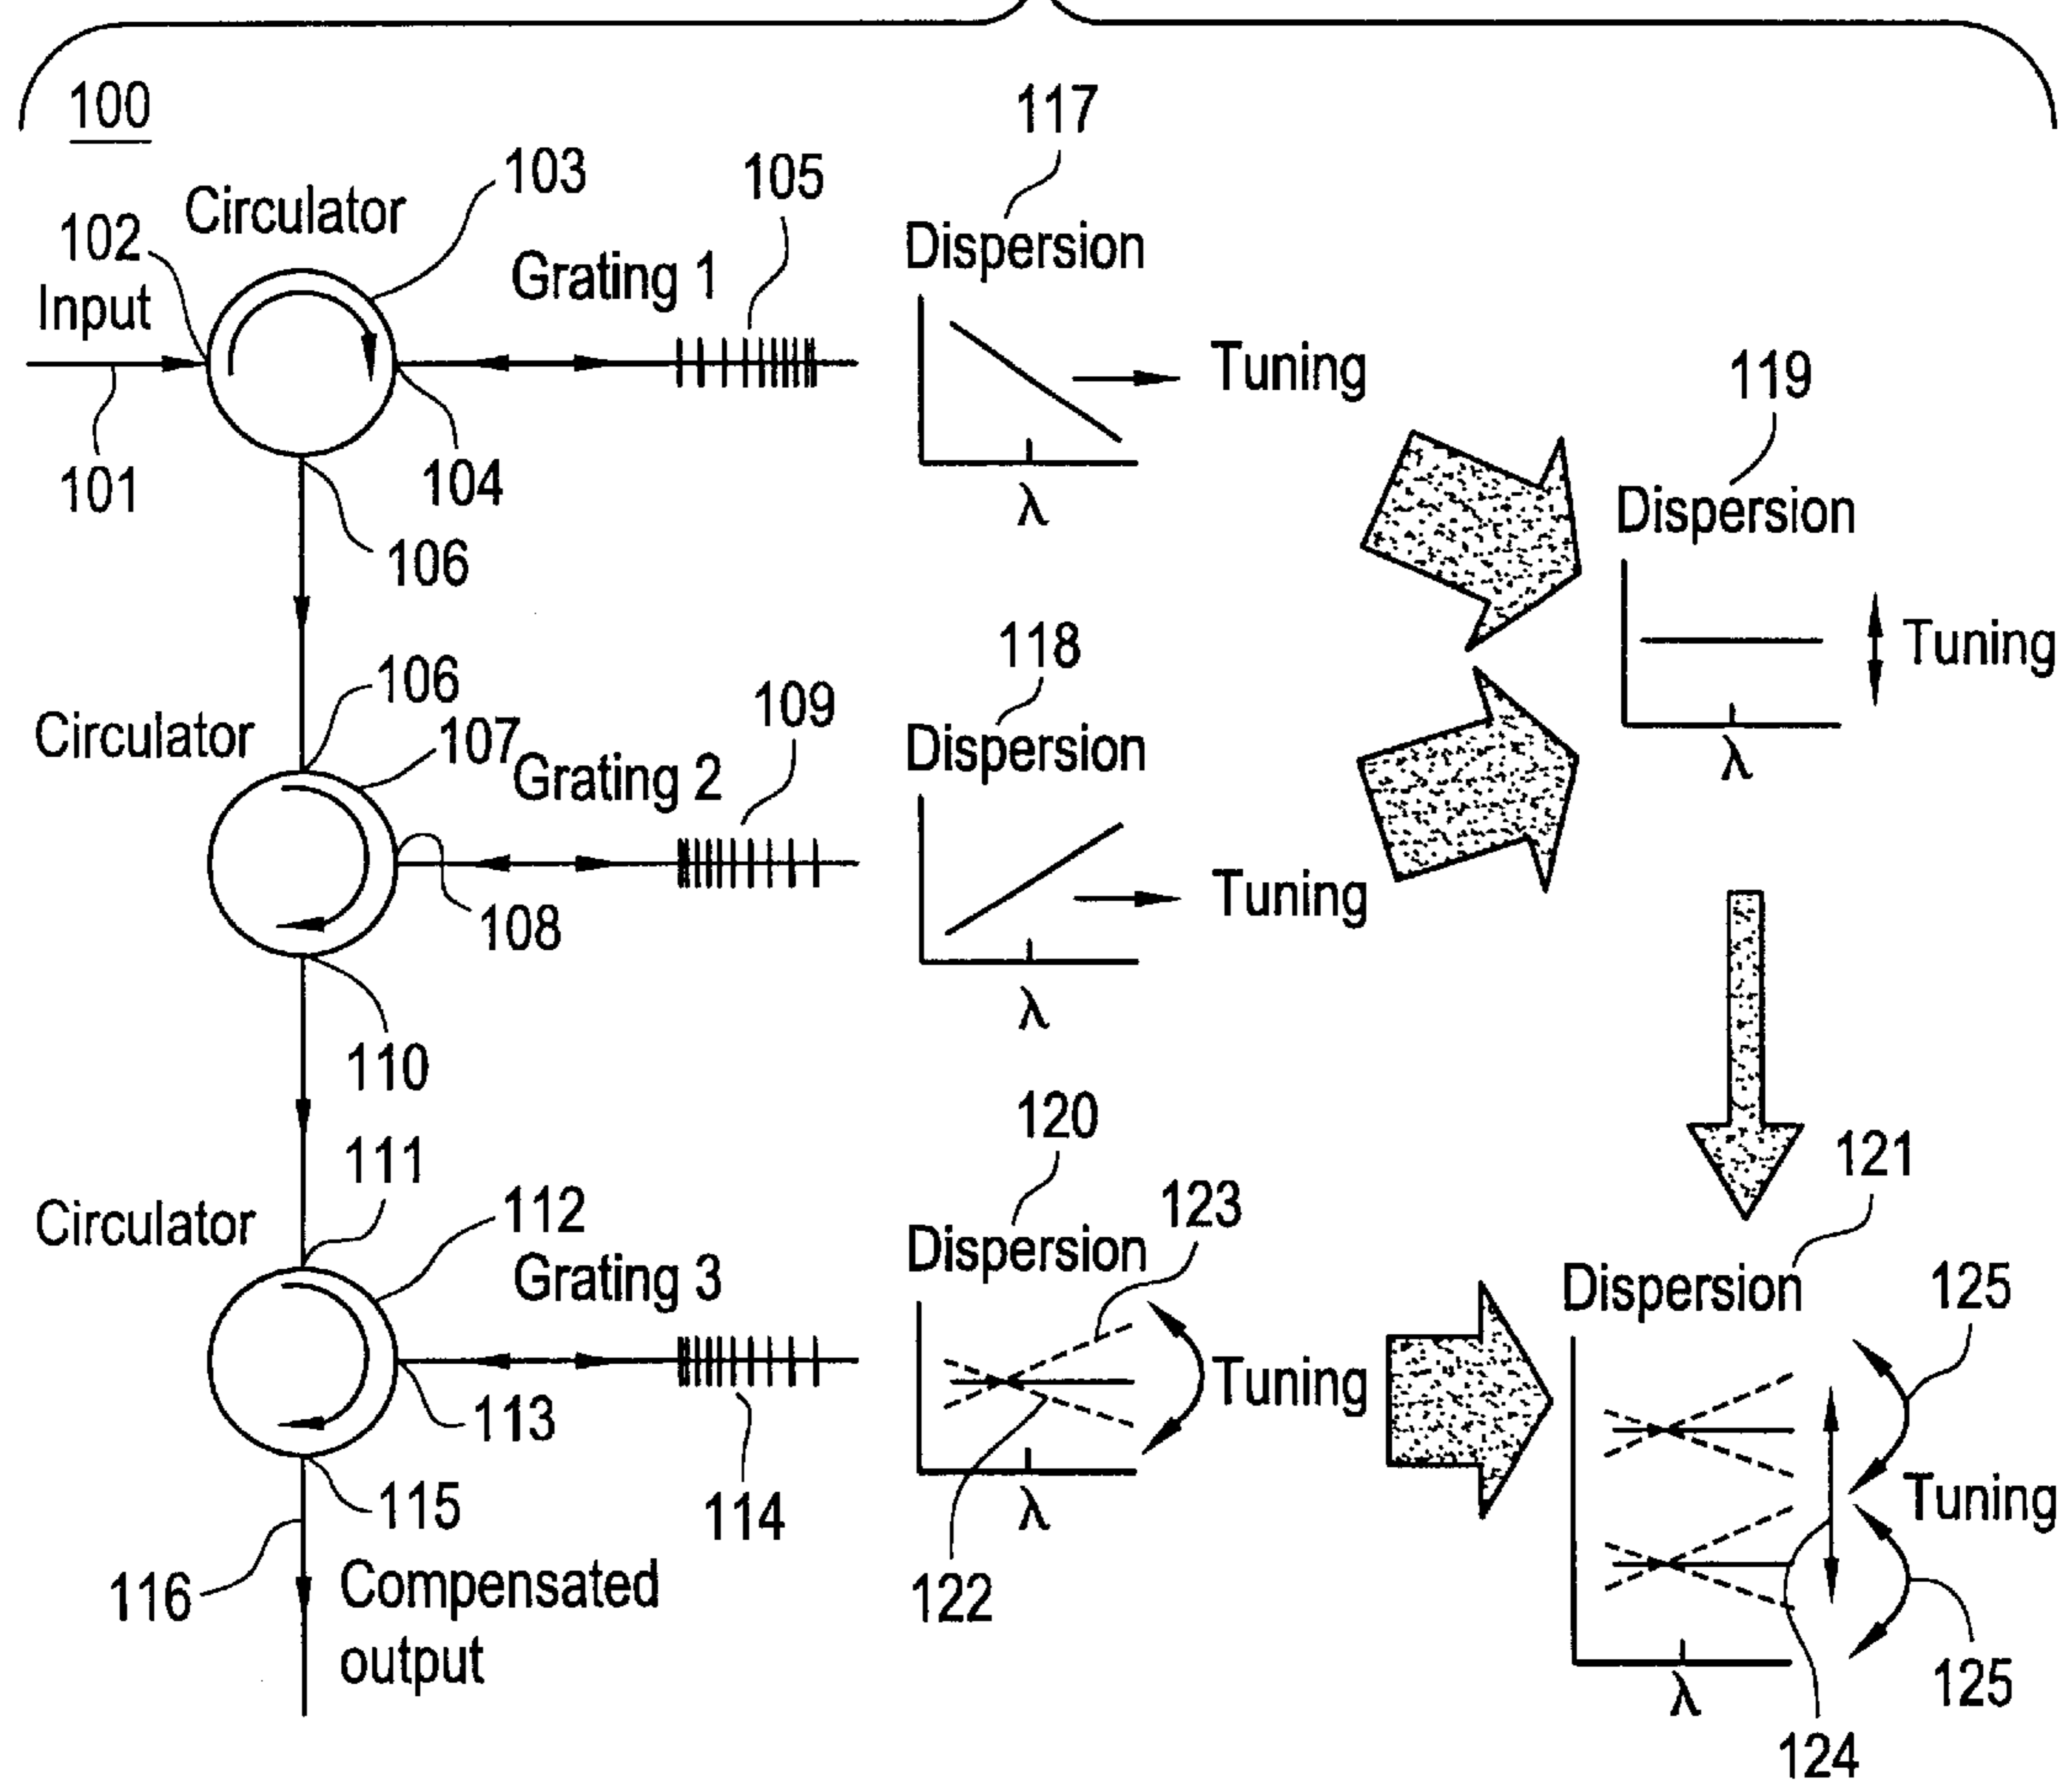 100
117
103
105
Circulator
102
Dispersion
Grating 1
Input
Tuning
119
101
104
λ
Dispersion
106
118
106
109
Tuning
Circulator
107
Dispersion
Grating 2
λ
Tuning
108
λ
110
120
121
111
123
112
Circulator
Dispersion
Grating 3
Dispersion
125
Tuning
113
115
114
λ
Tuning
116
Compensated
output
122
λ
125
124